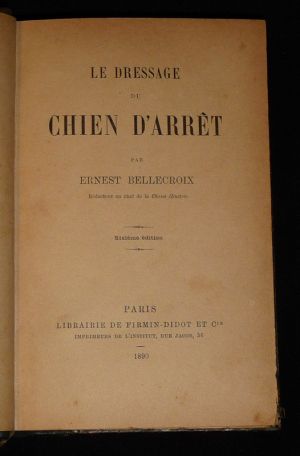 LE DRESSAGE
DU
CHIEN D'ARRÊT
PAR
ERNEST BELLECROIX
Rédacteur en chef de la Chasse illustrée.
édition
PARIS
LIBRAIRIE DE FIRMIN-DIDOT ET Cie
IMPRIMEURS DE L'INSTITUT, RUE JACOB, 56
1890